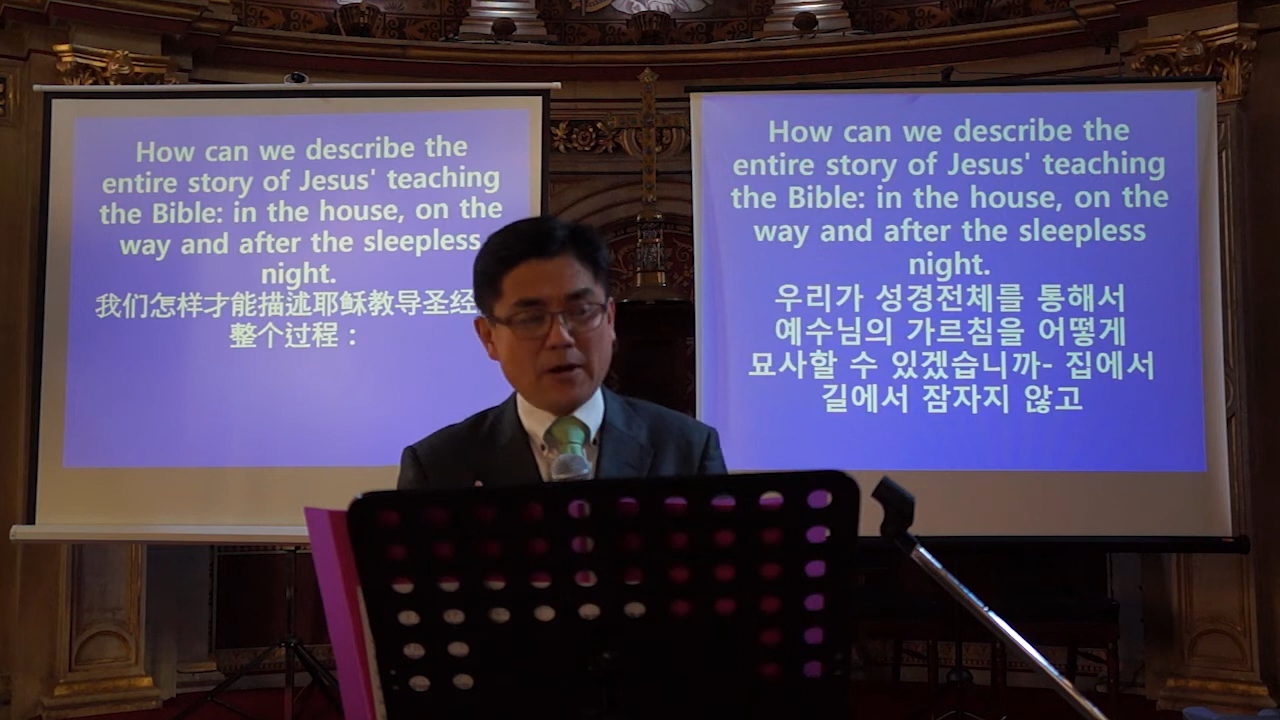 How can we describe the
entire story of Jesus' teaching
the Bible: in the house, on the
way and after the sleepless
night.
我们怎样才能描述耶稣教导圣经
整个过程：
How can we describe the
entire story of Jesus' teaching
the Bible: in the house, on the
way and after the sleepless
night.
우리가 성경전체를 통해서
예수님의 가르침을 어떻게
묘사할 수 있겠습니까- 집에서
길에서 잠자지 않고